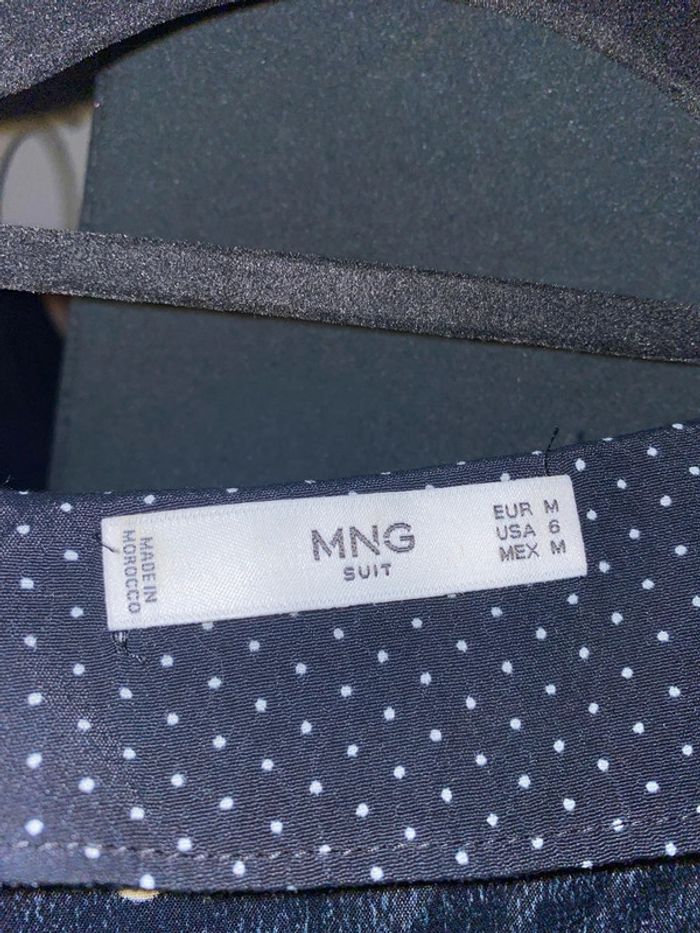 MADE IN
MOROCCO
MNG
SUIT
EUR M
USA 6
MEX M